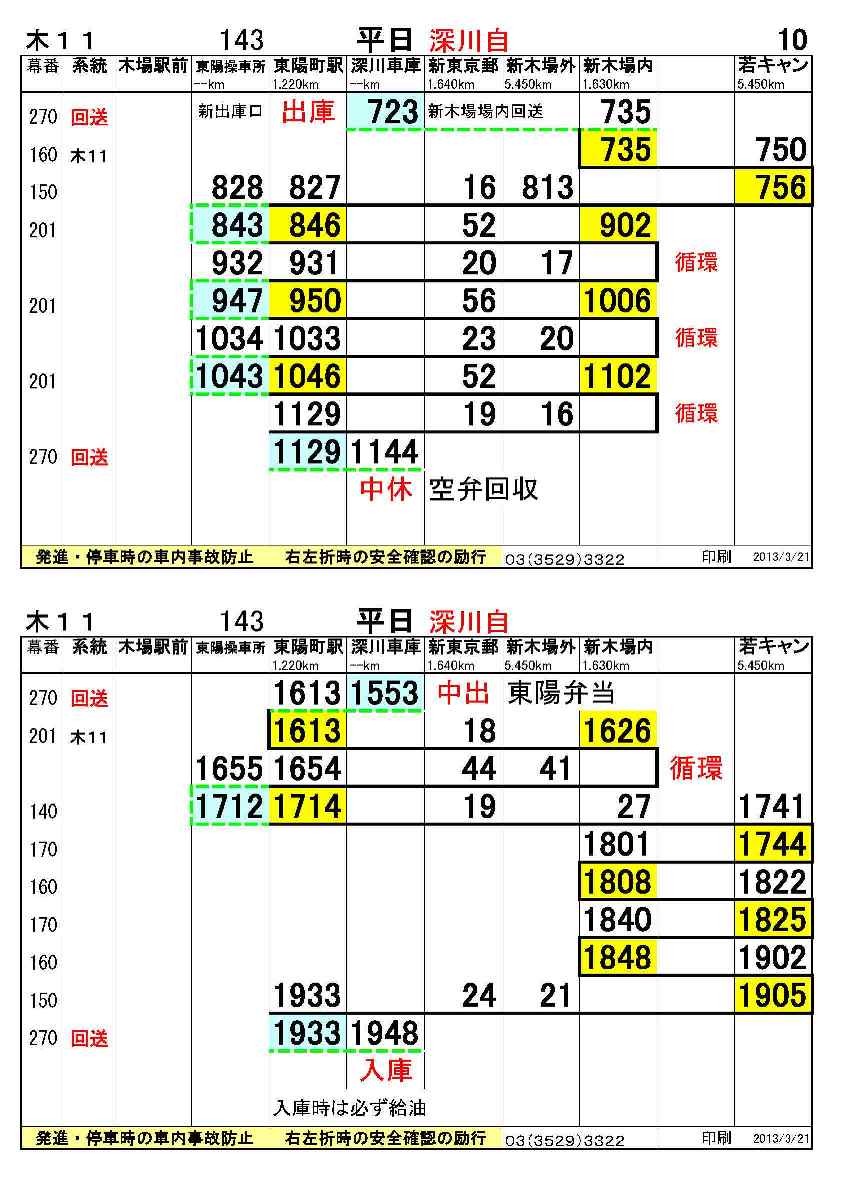 木11 143 平日 深川自 10
幕番 系統 木場駅前 東陽操車所 東陽町駅 深川車庫 新東京郵 新木場外 新木場内 若キャン
--km 1.220km --km 1.640km 5.450km 1.630km 5.450km
270 回送 新出庫口 出庫 723 新木場場内回送 735
160 木11 735 750
150 828 827 16 813 756
201 843 846 52 902
932 931 20 17 循環
201 947 950 56 1006
1034 1033 23 20 循環
201 1043 1046 52 1102
1129 19 16 循環
270 回送 1129 1144
中休 空弁回収
発進・停車時の車内事故防止 右左折時の安全確認の励行 03(3529)3322 印刷 2013/3/21
木11 143 平日 深川自
幕番 系統 木場駅前 東陽操車所 東陽町駅 深川車庫 新東京郵 新木場外 新木場内 若キャン
1.220km --km 1.640km 5.450km 1.630km 5.450km
270 回送 1613 1553 中出 東陽弁当
201 木11 1613 18 1626
1655 1654 44 41 循環
140 1712 1714 19 27 1741
170 1801 1744
160 1808 1822
170 1840 1825
160 1848 1902
150 1933 24 21 1905
270 回送 1933 1948
入庫
入庫時は必ず給油
発進・停車時の車内事故防止 右左折時の安全確認の励行 03(3529)3322 印刷 2013/3/21